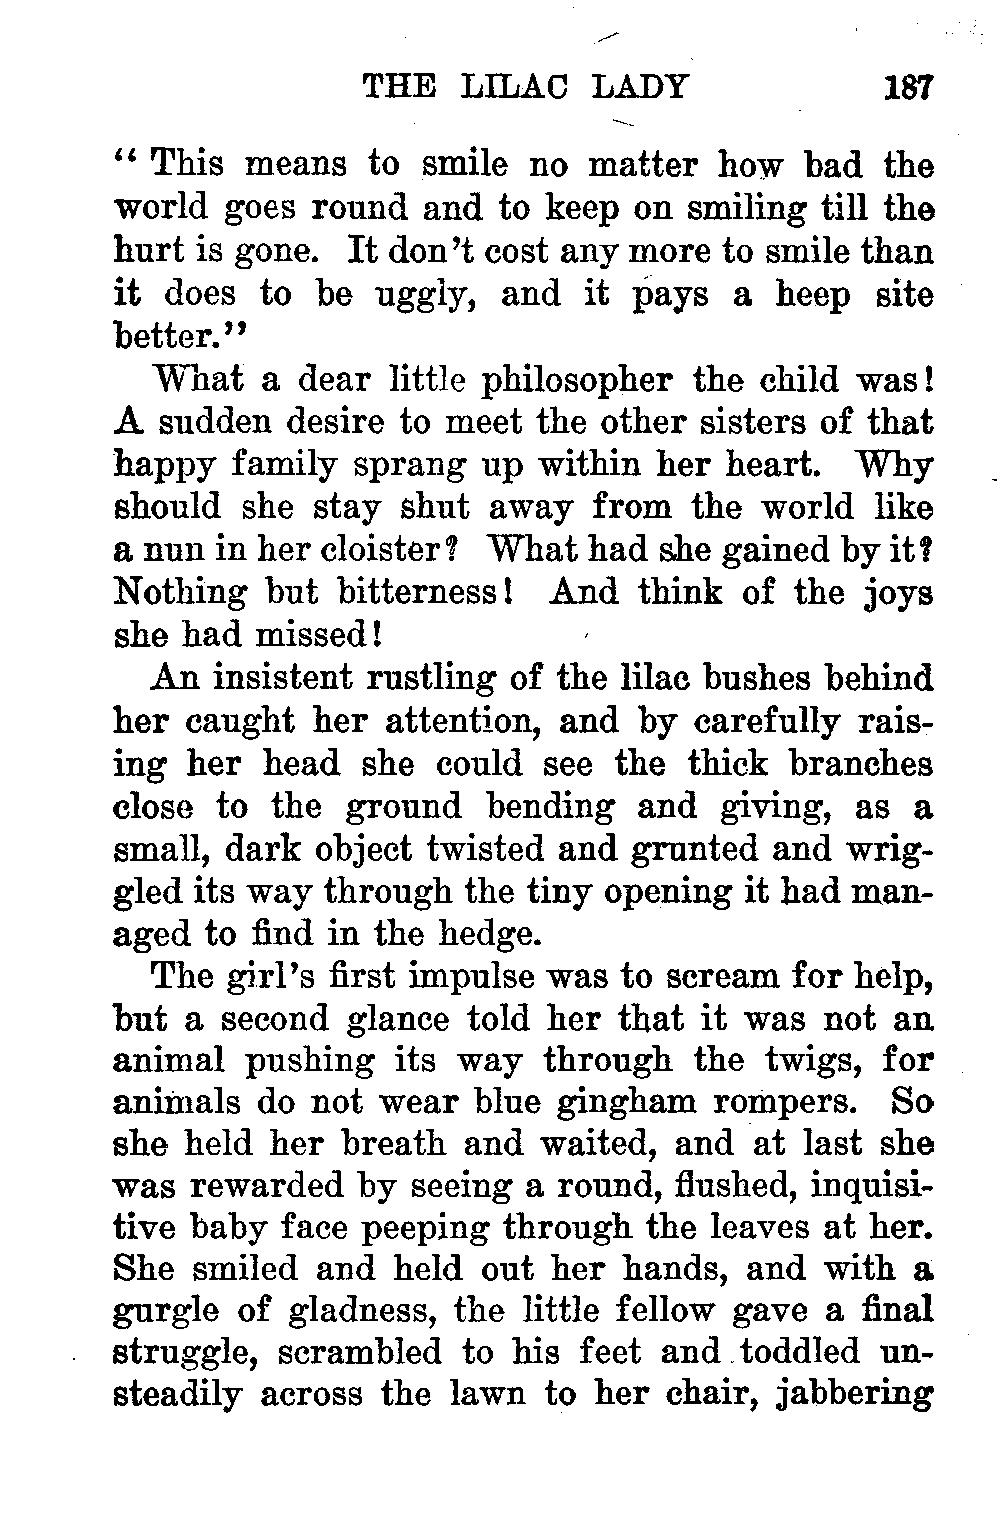 THE LILAC LADY 187
“ This means to smile no matter how bad the
world goes round and to keep on smiling till the
hurt is gone. It don’t cost any more to smile than
it does to be uggly, and it pays a heep site
better.”
What a dear little philosopher the child was!
A sudden desire to meet the other sisters of that
happy family sprang up within her heart. Why
should she stay shut away from the world like
a nun in her cloister? What had she gained by it?
Nothing but bitterness! And think of the joys
she had missed!
An insistent rustling of the lilac bushes behind
her caught her attention, and by carefully rais-
ing her head she could see the thick branches
close to the ground bending and giving, as a
small, dark object twisted and grunted and wrig-
gled its way through the tiny opening it had man-
aged to find in the hedge.
The girl’s first impulse was to scream for help,
but a second glance told her that it was not an
animal pushing its way through the twigs, for
animals do not wear blue gingham rompers. So
she held her breath and waited, and at last she
was rewarded by seeing a round, flushed, inquisi-
tive baby face peeping through the leaves at her.
She smiled and held out her hands, and with a
gurgle of gladness, the little fellow gave a final
struggle, scrambled to his feet and toddled un-
steadily across the lawn to her chair, jabbering